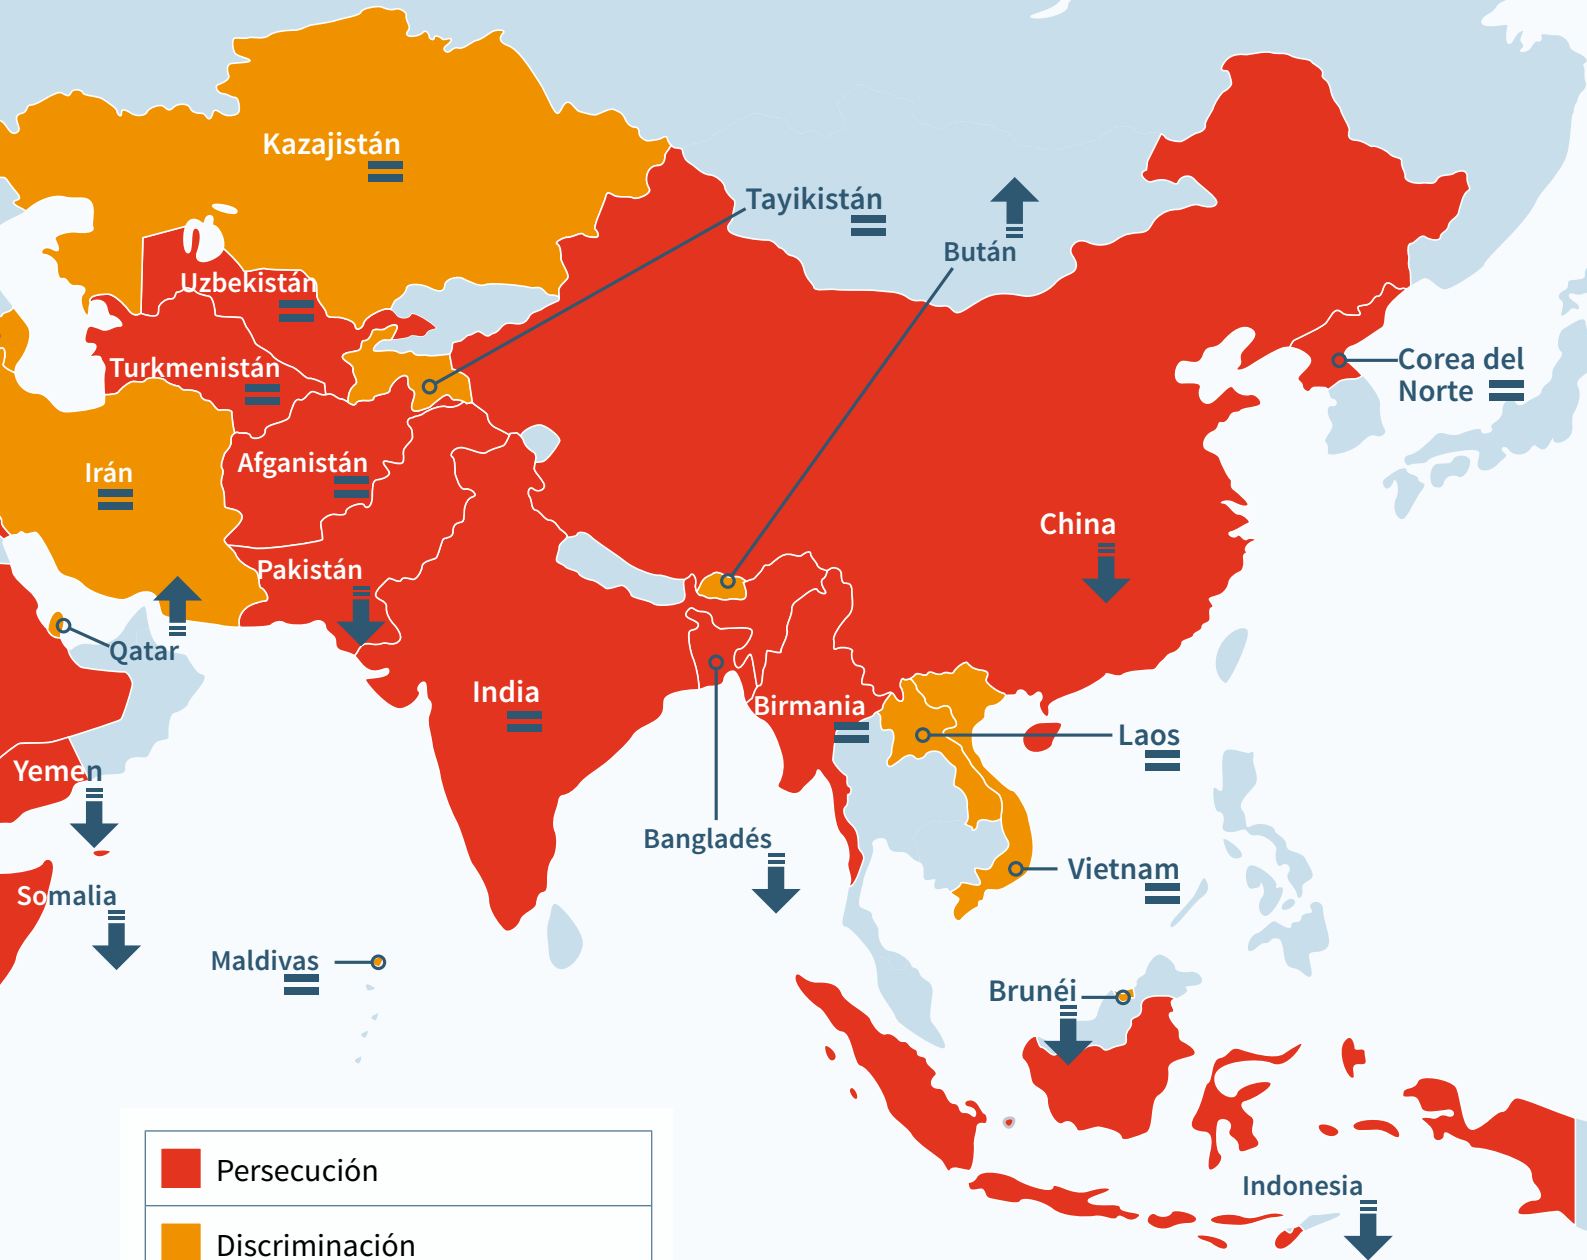 Kazajistán
Tayikistán
Bután
Uzbekistán
Turkmenistán
Corea del
Norte
Irán
Afganistán
China
Pakistán
Qatar
India
Birmania
Laos
Yemen
Bangladés
Vietnam
Somalia
Maldivas
Brunéi
Indonesia
Persecución
Discriminación